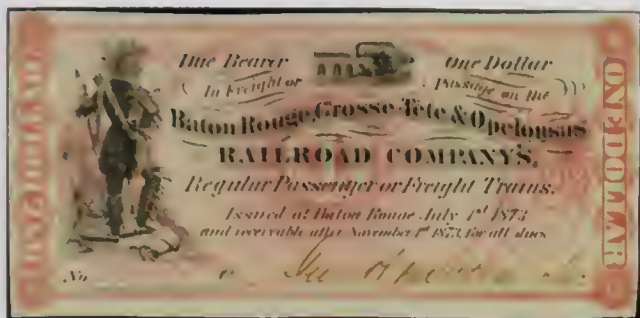 ONE DOLLAR
Due Bearer One Dollar
In Freight or Passage on the
Baton Rouge, Grosse-Tête & Opelousas
RAILROAD COMPANY'S,
Regular Passenger or Freight Trains.
Issued at Baton Rouge July 1st 1873
and receivable after November 1st 1873, for all dues
No
ONE DOLLAR